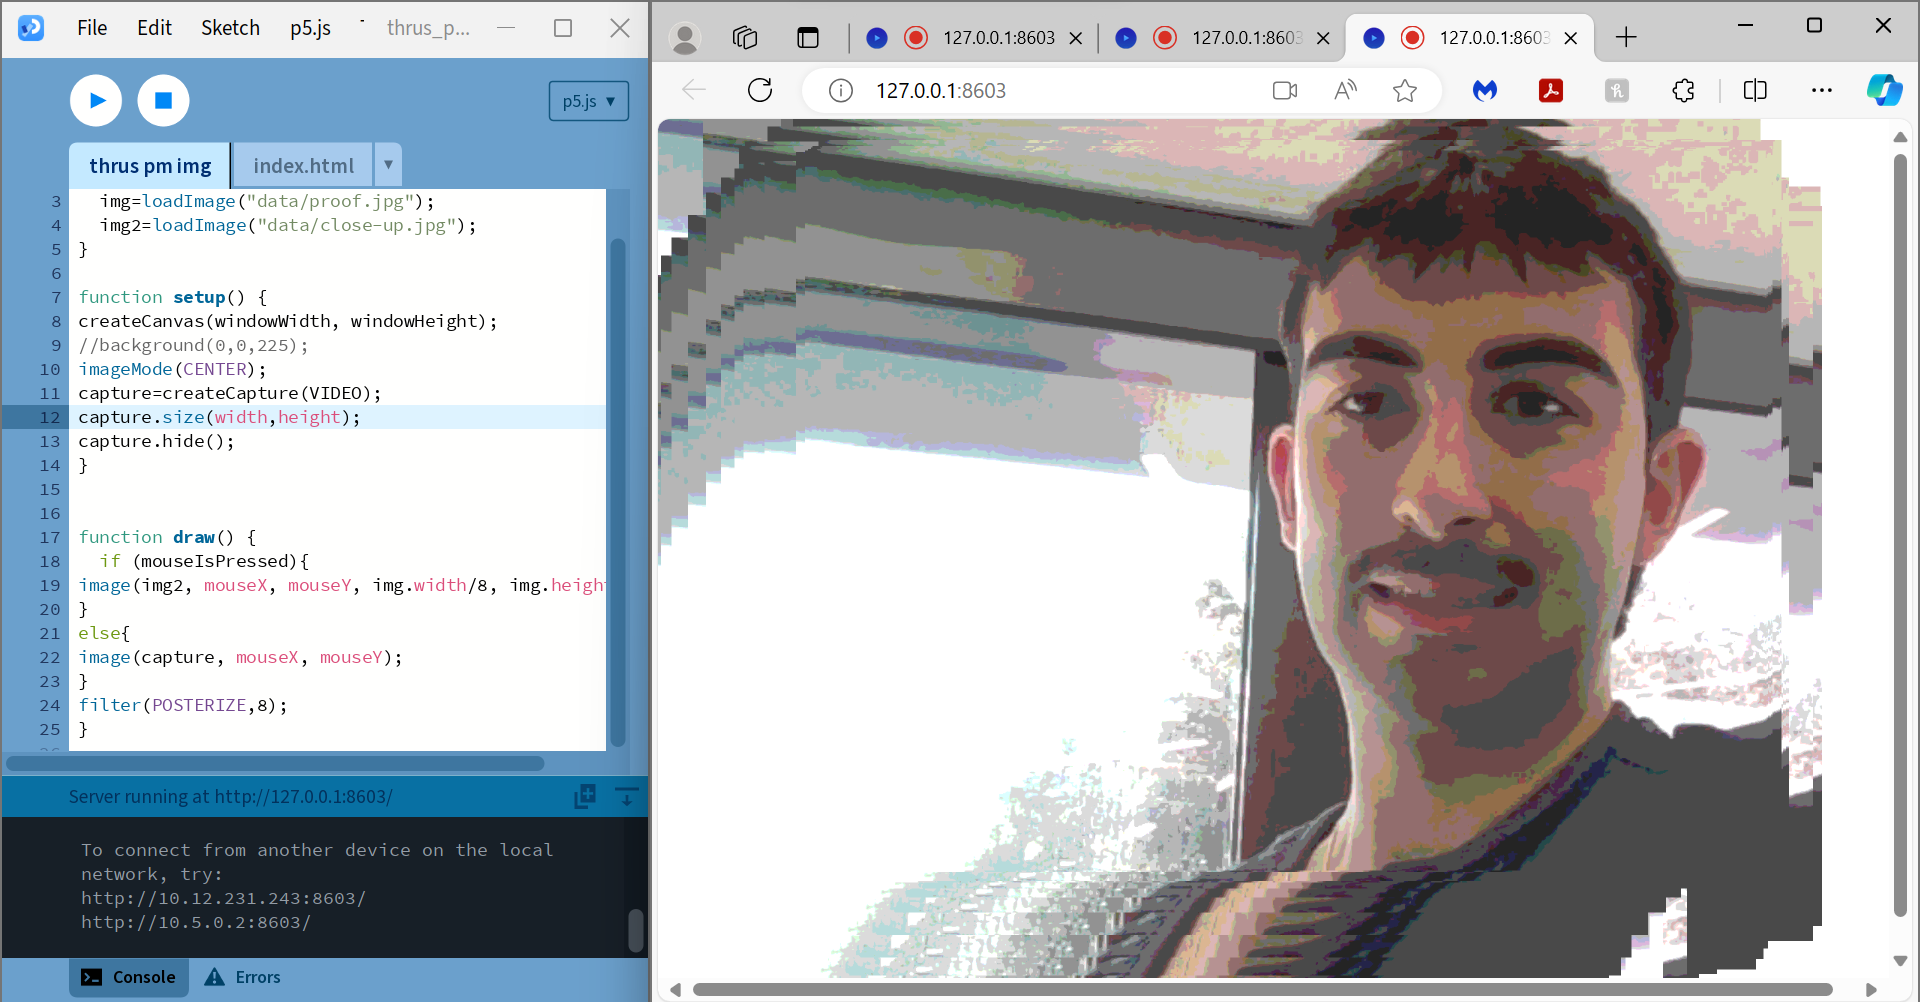 File Edit Sketch p5.js thrus_p...
p5.js ▾
thrus pm img index.html
3 img=loadImage("data/proof.jpg");
4 img2=loadImage("data/close-up.jpg");
5 }
6
7 function setup() {
8 createCanvas(windowWidth, windowHeight);
9 //background(0,0,225);
10 imageMode(CENTER);
11 capture=createCapture(VIDEO);
12 capture.size(width,height);
13 capture.hide();
14 }
15
16
17 function draw() {
18 if (mouseIsPressed){
19 image(img2, mouseX, mouseY, img.width/8, img.heigh
20 }
21 else{
22 image(capture, mouseX, mouseY);
23 }
24 filter(POSTERIZE,8);
25 }
Server running at http://127.0.0.1:8603/
To connect from another device on the local
network, try:
http://10.12.231.243:8603/
http://10.5.0.2:8603/
Console Errors
127.0.0.1:8603 127.0.0.1:8603 127.0.0.1:8603
127.0.0.1:8603